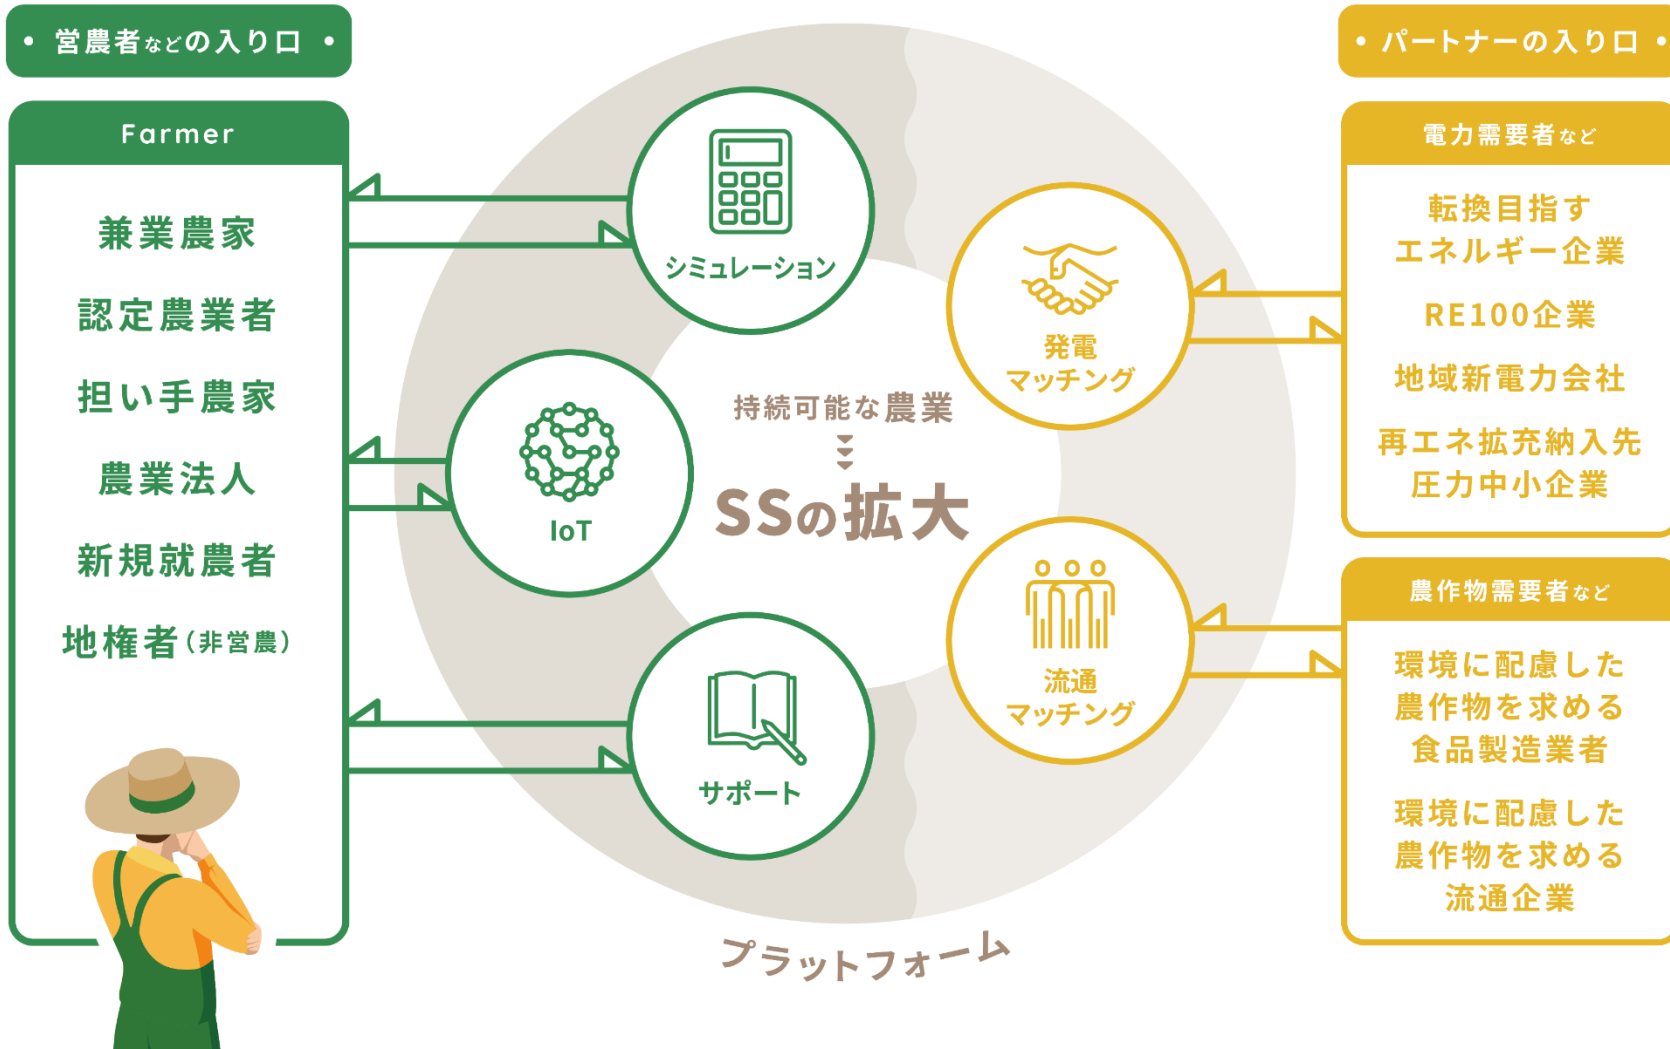 • 営農者などの入り口 •
Farmer
兼業農家
認定農業者
担い手農家
農業法人
新規就農者
地権者(非営農)
シミュレーション
IoT
サポート
持続可能な農業
SSの拡大
プラットフォーム
発電
マッチング
流通
マッチング
• パートナーの入り口 •
電力需要者など
転換目指す
エネルギー企業
RE100企業
地域新電力会社
再エネ拡充納入先
圧力中小企業
農作物需要者など
環境に配慮した
農作物を求める
食品製造業者
環境に配慮した
農作物を求める
流通企業